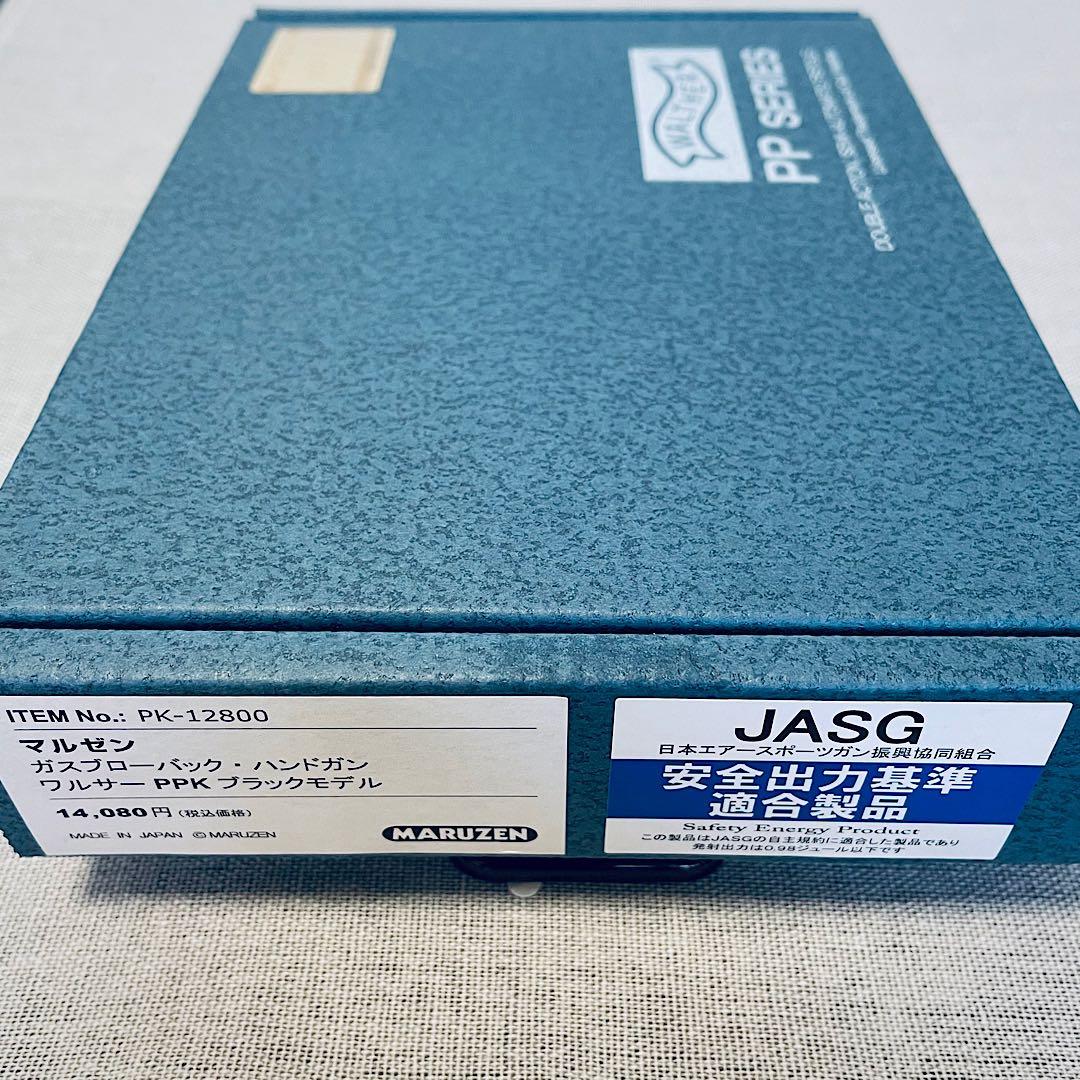 WALTHER
PP SERIES
DOUBLE ACTION
ITEM No.: PK-12800
マルゼン
ガスブローバック・ハンドガン
ワルサー PPK ブラックモデル
14,080円 (税込価格)
MADE IN JAPAN ©MARUZEN
MARUZEN
JASG
日本エアースポーツガン振興協同組合
安全出力基準
適合製品
Safety Energy Product
この製品はJASGの自主規約に適合した製品であり
発射出力は0.98ジュール以下です